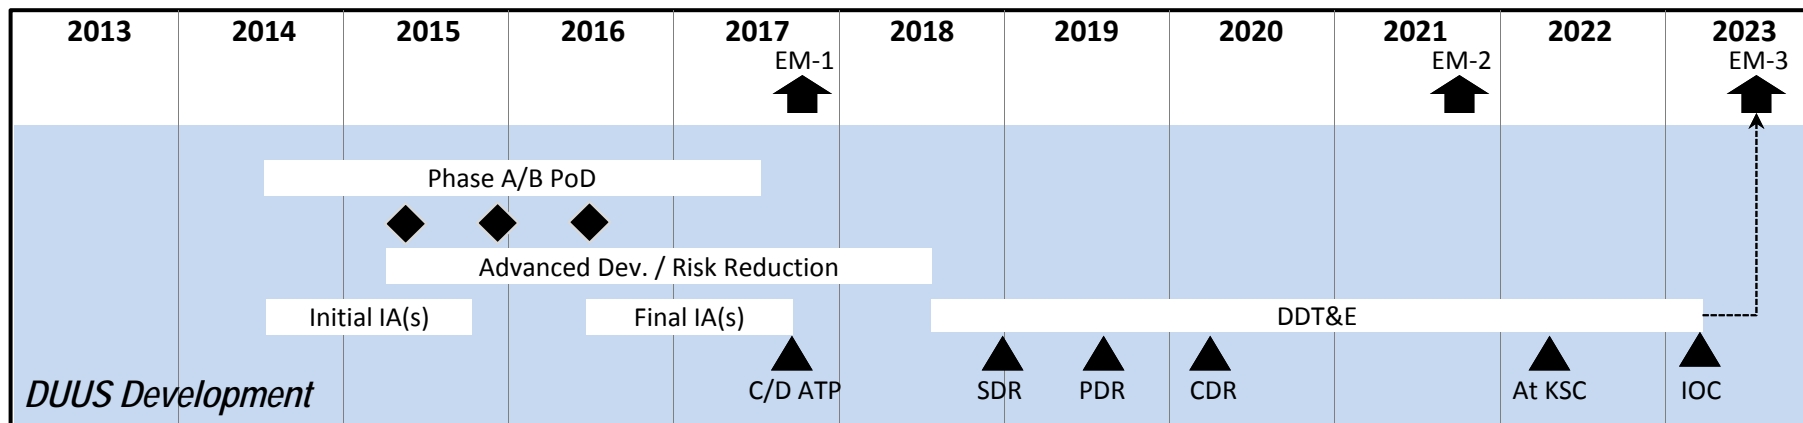 2013 2014 2015 2016 2017 2018 2019 2020 2021 2022 2023
EM-1 EM-2 EM-3
Phase A/B PoD
Advanced Dev. / Risk Reduction
Initial IA(s) Final IA(s) DDT&E
C/D ATP SDR PDR CDR At KSC IOC
DUUS Development